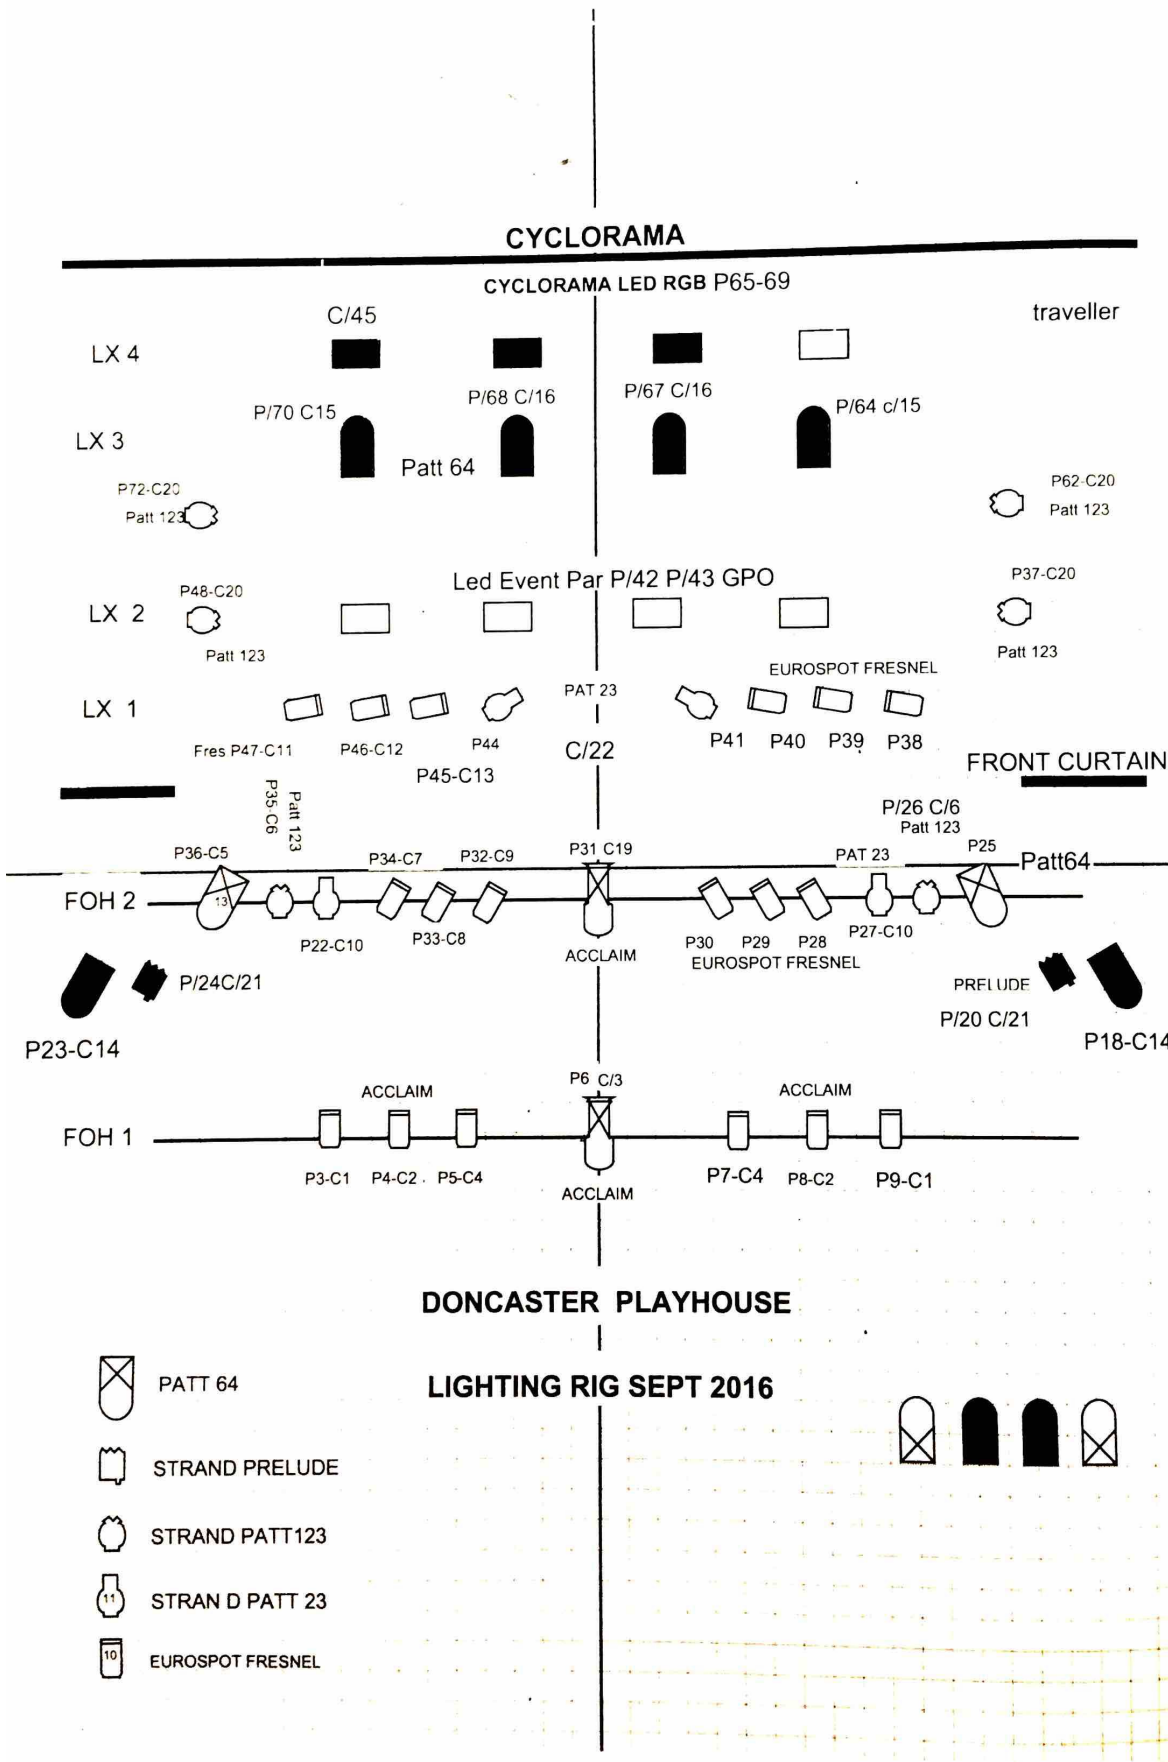 CYCLORAMA
CYCLORAMA LED RGB P65-69
C/45
traveller
LX 4
P/70 C15
P/68 C/16
P/67 C/16
P/64 c/15
LX 3
Patt 64
P72-C20
Patt 123
P62-C20
Patt 123
Led Event Par P/42 P/43 GPO
P48-C20
P37-C20
LX 2
Patt 123
Patt 123
EUROSPOT FRESNEL
LX 1
PAT 23
Fres P47-C11
P46-C12
P44
C/22
P41
P40
P39
P38
P45-C13
FRONT CURTAIN
P35-C6
Patt 123
P/26 C/6
Patt 123
P36-C5
P34-C7
P32-C9
P31 C19
PAT 23
P25
Patt64
FOH 2
13
P22-C10
P33-C8
ACCLAIM
P30
P29
P28
P27-C10
EUROSPOT FRESNEL
P/24C/21
PRELUDE
P/20 C/21
P23-C14
P18-C14
P6 C/3
ACCLAIM
ACCLAIM
FOH 1
P3-C1
P4-C2
P5-C4
P7-C4
P8-C2
P9-C1
ACCLAIM
DONCASTER PLAYHOUSE
LIGHTING RIG SEPT 2016
PATT 64
STRAND PRELUDE
STRAND PATT123
11
STRAN D PATT 23
10
EUROSPOT FRESNEL